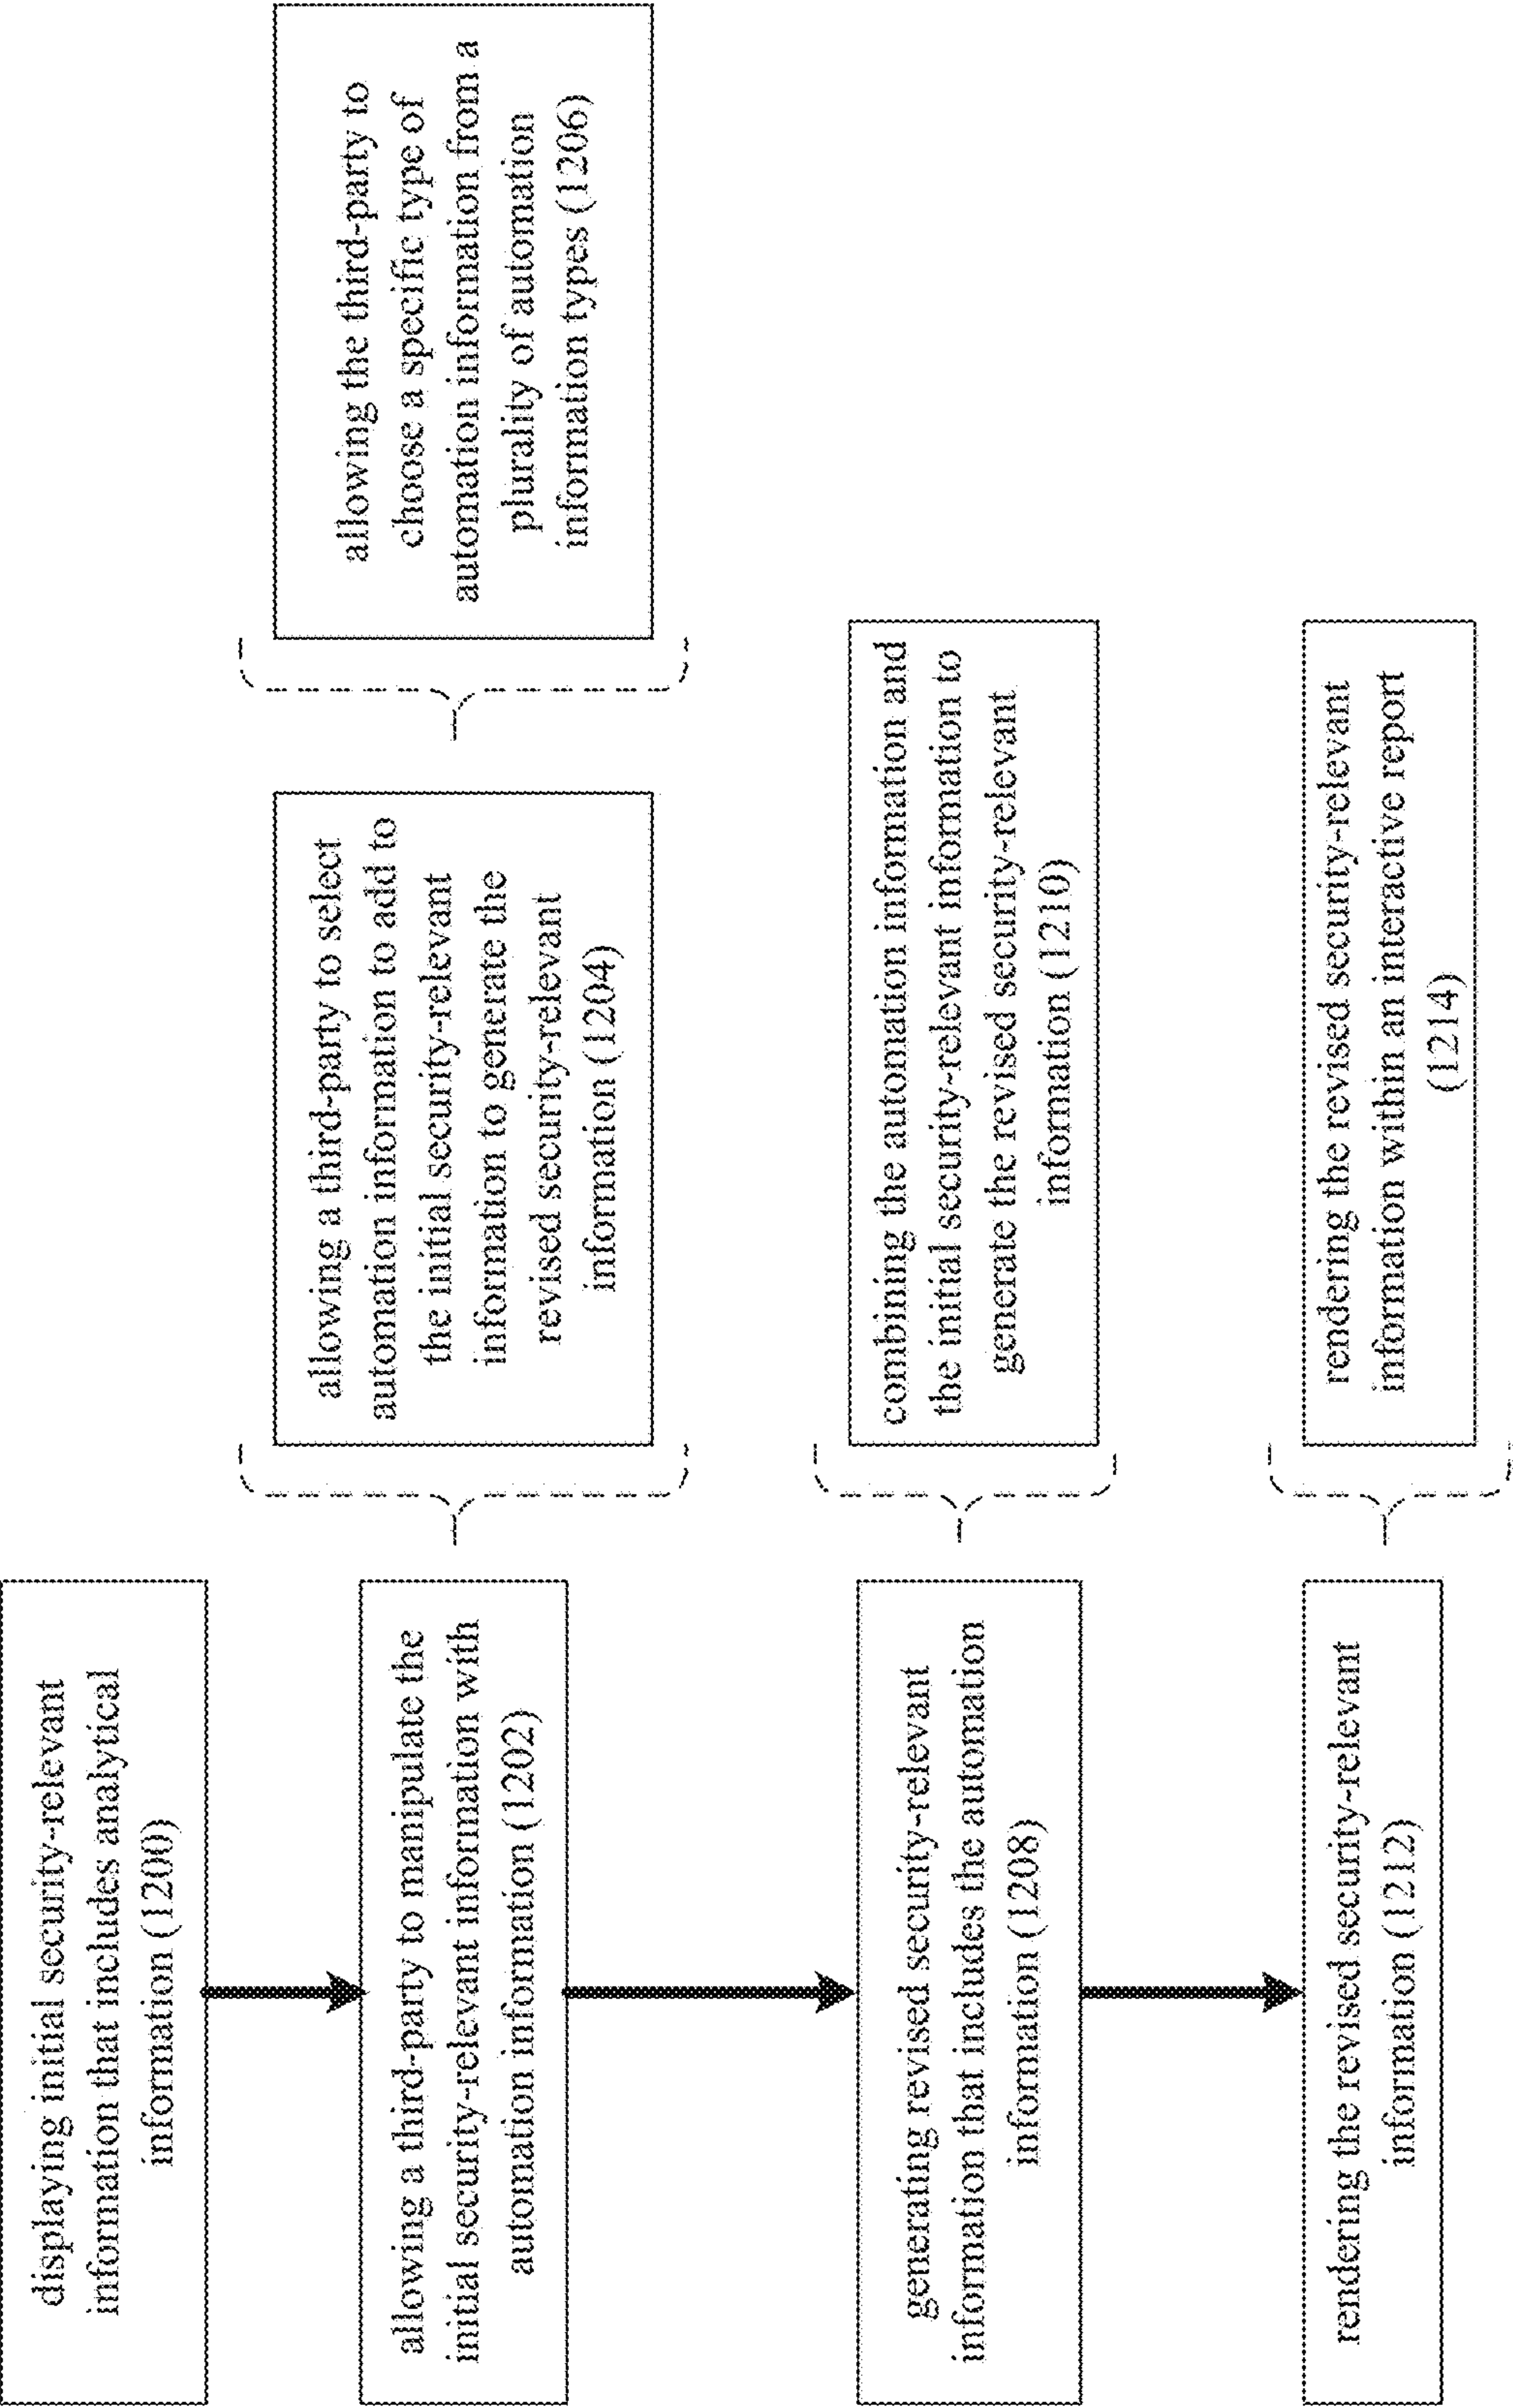 displaying initial security-relevant
information that includes analytical
information (1200)
allowing a third-party to manipulate the
initial security-relevant information with
automation information (1202)
allowing a third-party to select
automation information to add to
the initial security-relevant
information to generate the
revised security-relevant
information (1204)
allowing the third-party to
choose a specific type of
automation information from a
plurality of automation
information types (1206)
generating revised security-relevant
information that includes the automation
information (1208)
combining the automation information and
the initial security-relevant information to
generate the revised security-relevant
information (1210)
rendering the revised security-relevant
information (1212)
rendering the revised security-relevant
information within an interactive report
(1214)